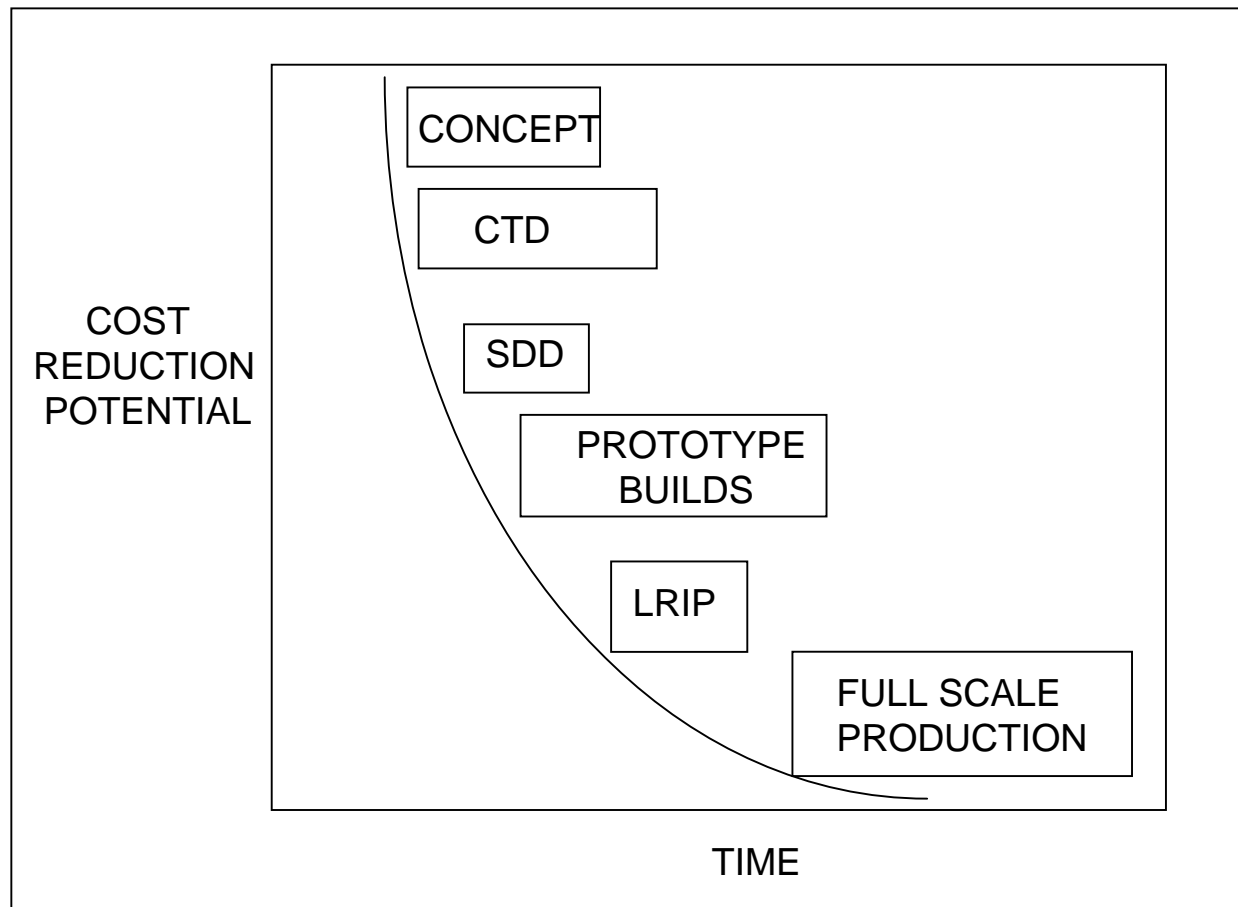 CONCEPT
CTD
COST
REDUCTION
POTENTIAL
SDD
PROTOTYPE
BUILDS
LRIP
FULL SCALE
PRODUCTION
TIME